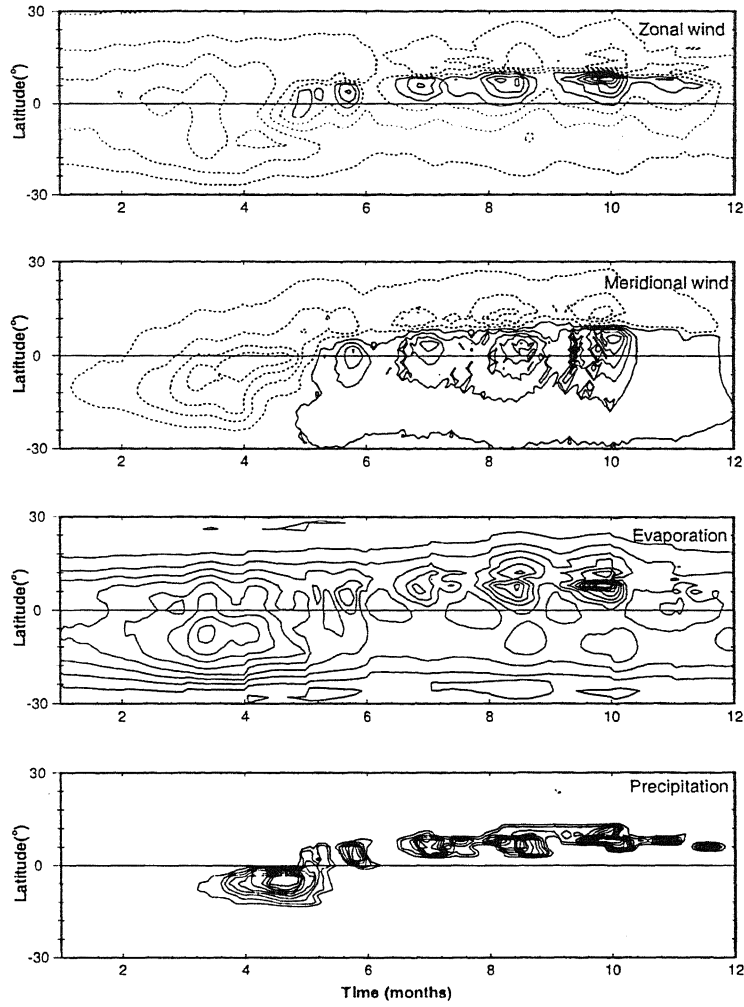 30
Zonal wind
Latitude(°)
0
-30
2 4 6 8 10 12
30
Meridional wind
Latitude(°)
0
-30
2 4 6 8 10 12
30
Evaporation
Latitude(°)
0
-30
2 4 6 8 10 12
30
Precipitation
Latitude(°)
0
-30
2 4 6 8 10 12
Time (months)